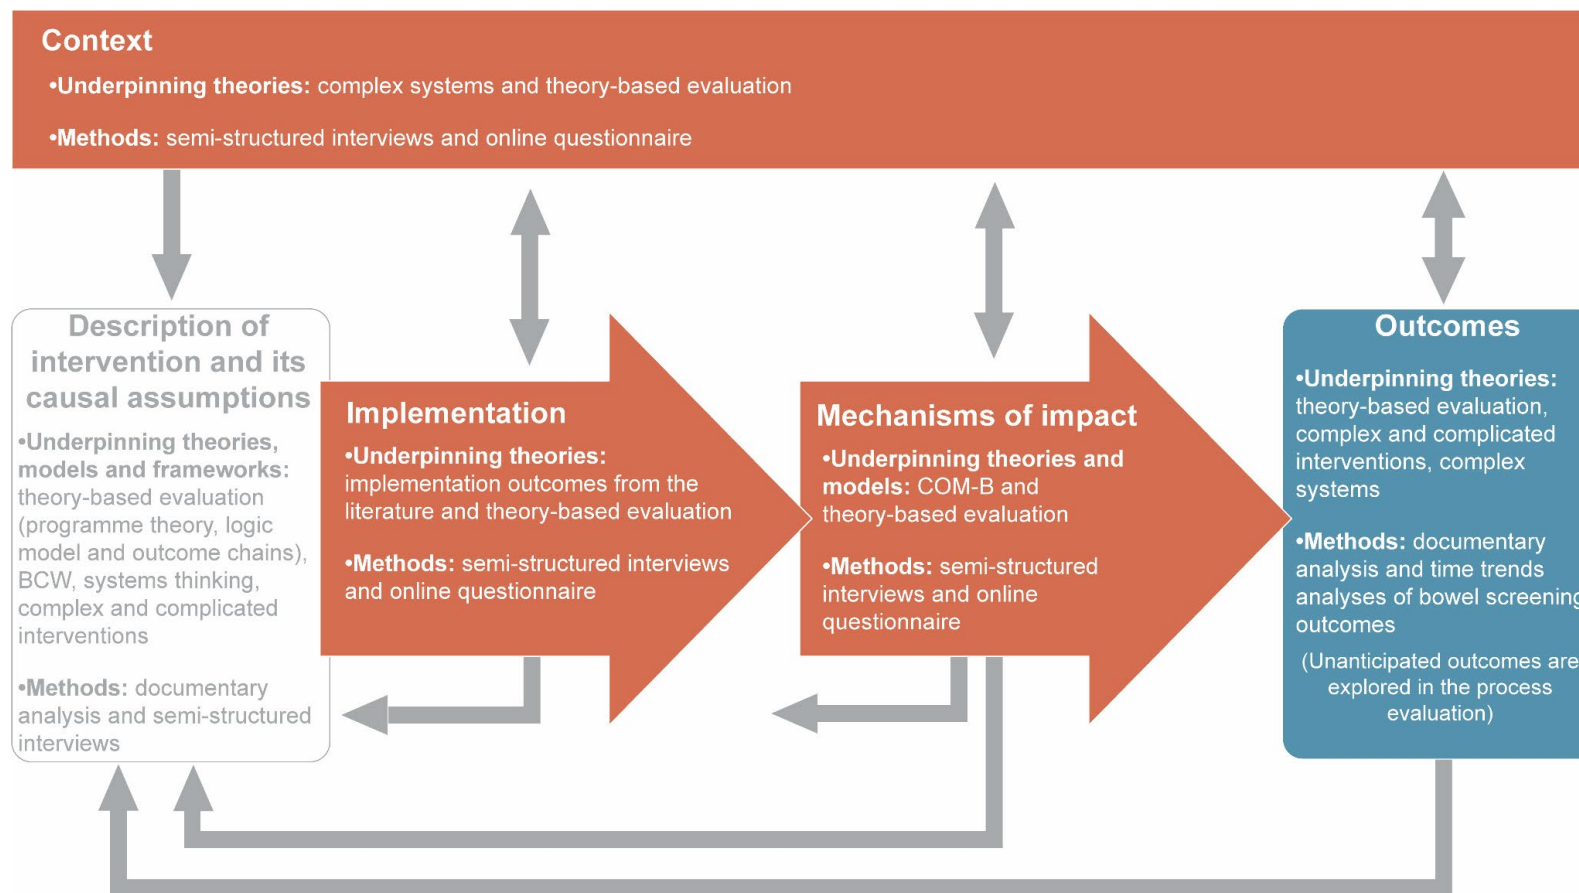 Context
•Underpinning theories: complex systems and theory-based evaluation
•Methods: semi-structured interviews and online questionnaire
Description of
intervention and its
causal assumptions
•Underpinning theories,
models and frameworks:
theory-based evaluation
(programme theory, logic
model and outcome chains),
BCW, systems thinking,
complex and complicated
interventions
•Methods: documentary
analysis and semi-structured
interviews
Implementation
•Underpinning theories:
implementation outcomes from the
literature and theory-based evaluation
•Methods: semi-structured interviews
and online questionnaire
Mechanisms of impact
•Underpinning theories and
models: COM-B and
theory-based evaluation
•Methods: semi-structured
interviews and online
questionnaire
Outcomes
•Underpinning theories:
theory-based evaluation,
complex and complicated
interventions, complex
systems
•Methods: documentary
analysis and time trends
analyses of bowel screening
outcomes
(Unanticipated outcomes are
explored in the process
evaluation)